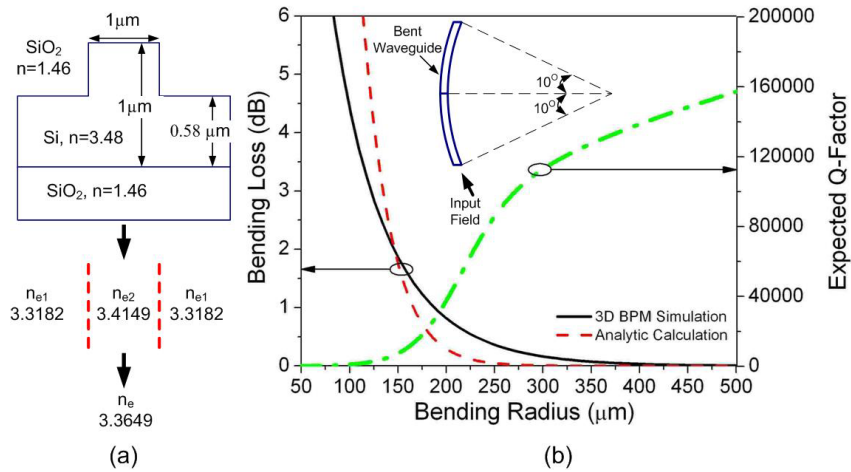 1μm
SiO2
n=1.46
1μm
0.58 μm
Si, n=3.48
SiO2, n=1.46
ne1 ne2 ne1
3.3182 3.4149 3.3182
ne
3.3649
(a)
Bending Loss (dB)
6
5
4
3
2
1
0
50 100 150 200 250 300 350 400 450 500
Bending Radius (μm)
200000
160000
120000
80000
40000
0
Expected Q-Factor
Bent
Waveguide
10O
10O
Input
Field
3D BPM Simulation
Analytic Calculation
(b)